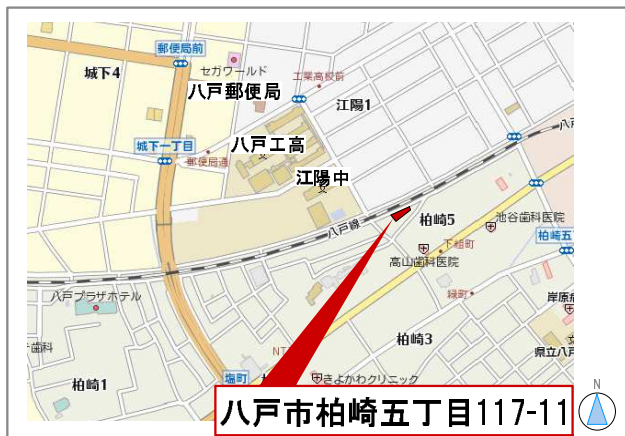 郵便局前
セガワールド
城下4
八戸郵便局
工業高校前
江陽1
八戸
城下一丁目
郵便局通
八戸工高
江陽中
八戸線
柏崎5
池谷歯科医院
下組町
柏崎五
高山歯科医院
緑町
岸原病
八戸プラザホテル
柏崎3
歯科
県立八戸
NT
柏崎1
塩町
きよかわクリニック
八戸市柏崎五丁目117-11
N